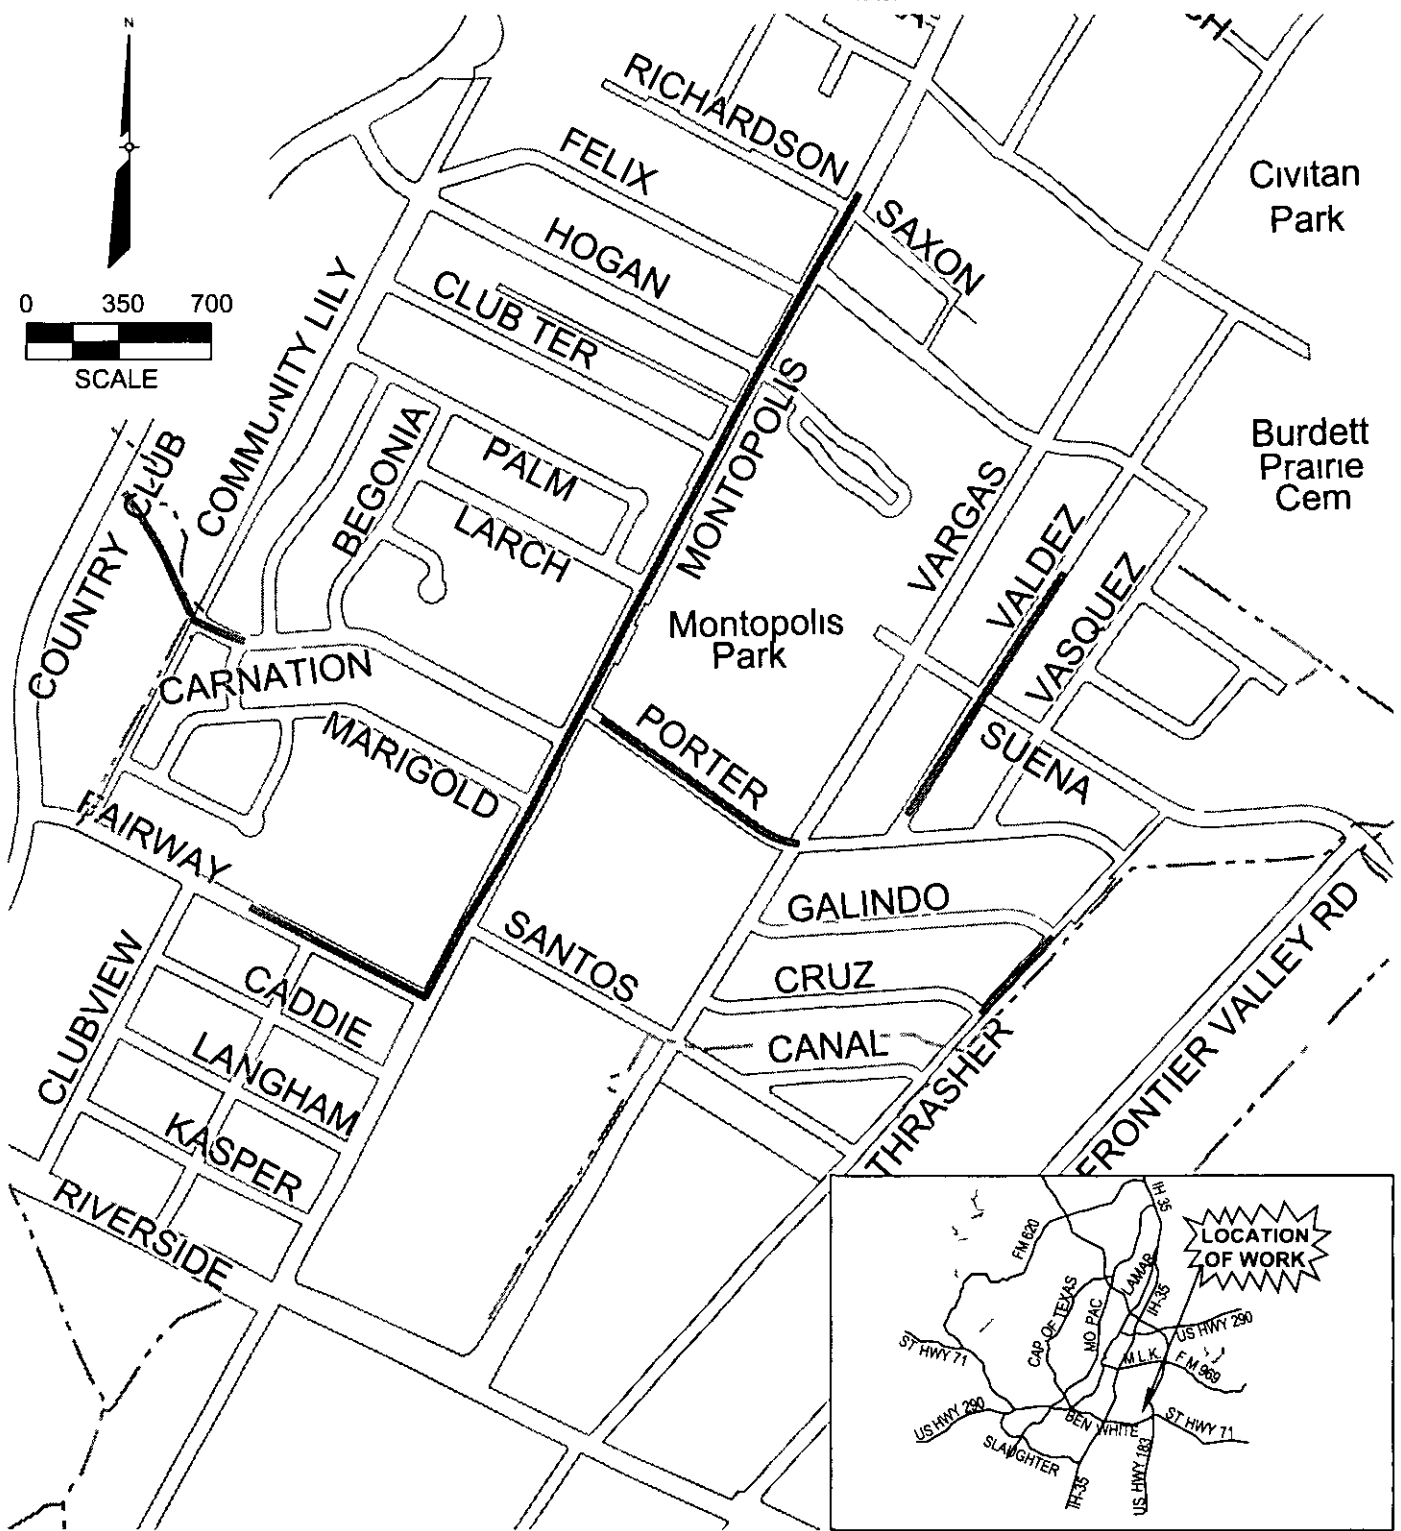 N
RICHARDSON
FELIX
Civitan
Park
SAXON
HOGAN
0 350 700
SCALE
CLUB TER
COMMUNITY LILY
MONTOPOLIS
BEGONIA
PALM
Burdett
Prairie
Cem
COUNTRY CLUB
LARCH
VARGAS
VALDEZ
VASQUEZ
Montopolis
Park
CARNATION
PORTER
MARIGOLD
SUENA
FAIRWAY
GALINDO
SANTOS
CRUZ
CADDIE
CLUBVIEW
CANAL
LANGHAM
THRASHER
FRONTIER VALLEY RD
KASPER
RIVERSIDE
IH 35
FM 620
LOCATION
OF WORK
LAMAR
CAP OF TEXAS
MO PAC
IH-35
US HWY 290
ST HWY 71
M L K.
F M 969
US HWY 290
BEN WHITE
ST HWY 71
SLAUGHTER
IH-35
US HWY 183